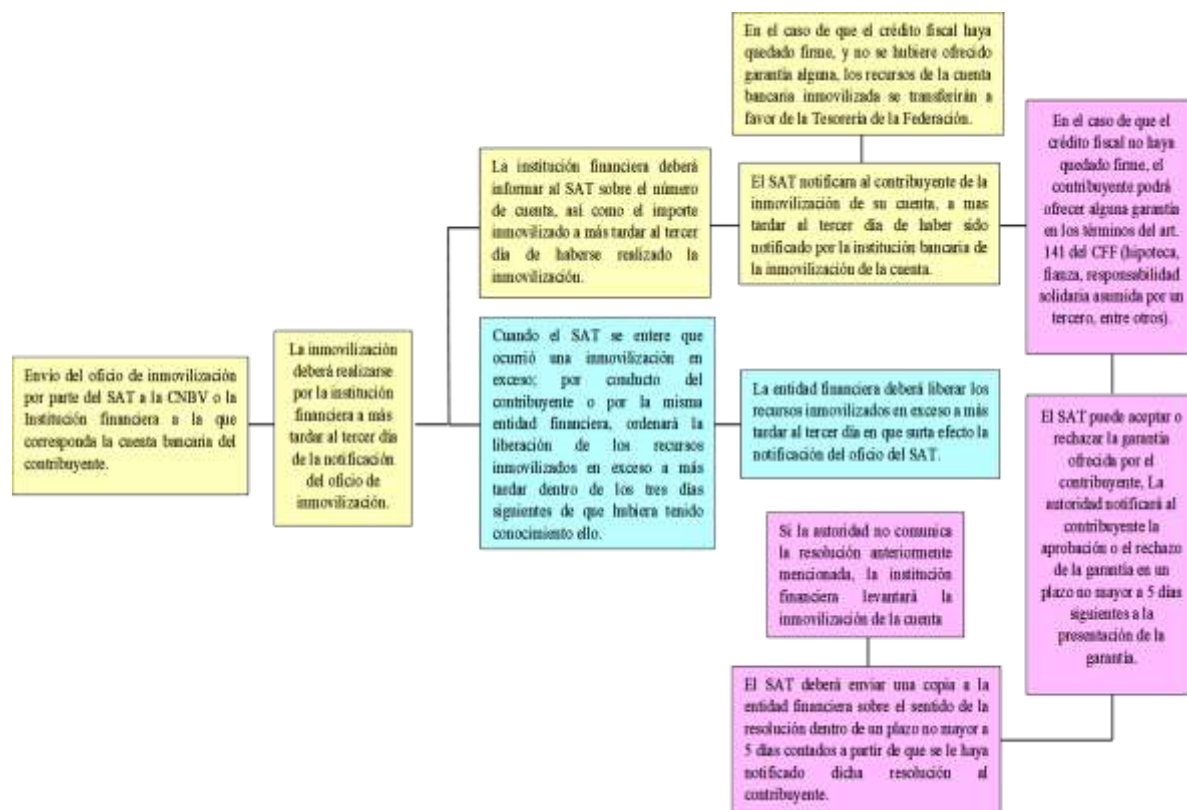 En el caso de que el crédito fiscal haya
quedado firme, y no se hubiere ofrecido
garantía alguna, los recursos de la cuenta
bancaria inmovilizada se transferirán a
favor de la Tesorería de la Federación.
En el caso de que el
crédito fiscal no haya
quedado firme, el
contribuyente podrá
ofrecer alguna garantía
en los términos del art.
141 del CFF (hipoteca,
fianza, responsabilidad
solidaria asumida por un
tercero, entre otros).
La institución financiera deberá
informar al SAT sobre el número
de cuenta, así como el importe
inmovilizado a más tardar al tercer
día de haberse realizado la
inmovilización.
El SAT notificara al contribuyente de la
inmovilización de su cuenta, a mas
tardar al tercer día de haber sido
notificado por la institución bancaria de
la inmovilización de la cuenta.
Envío del oficio de inmovilización
por parte del SAT a la CNBV o la
Institución financiera a la que
corresponda la cuenta bancaria del
contribuyente.
La inmovilización
deberá realizarse
por la institución
financiera a más
tardar al tercer día
de la notificación
del oficio de
inmovilización.
Cuando el SAT se entere que
ocurrió una inmovilización en
exceso; por conducto del
contribuyente o por la misma
entidad financiera, ordenará la
liberación de los recursos
inmovilizados en exceso a más
tardar dentro de los tres días
siguientes de que hubiera tenido
conocimiento ello.
La entidad financiera deberá liberar los
recursos inmovilizados en exceso a más
tardar al tercer día en que surta efecto la
notificación del oficio del SAT.
El SAT puede aceptar o
rechazar la garantía
ofrecida por el
contribuyente, La
autoridad notificará al
contribuyente la
aprobación o el rechazo
de la garantía en un
plazo no mayor a 5 días
siguientes a la
presentación de la
garantía.
Si la autoridad no comunica
la resolución anteriormente
mencionada, la institución
financiera levantará la
inmovilización de la cuenta
El SAT deberá enviar una copia a la
entidad financiera sobre el sentido de la
resolución dentro de un plazo no mayor a
5 días contados a partir de que se le haya
notificado dicha resolución al
contribuyente.